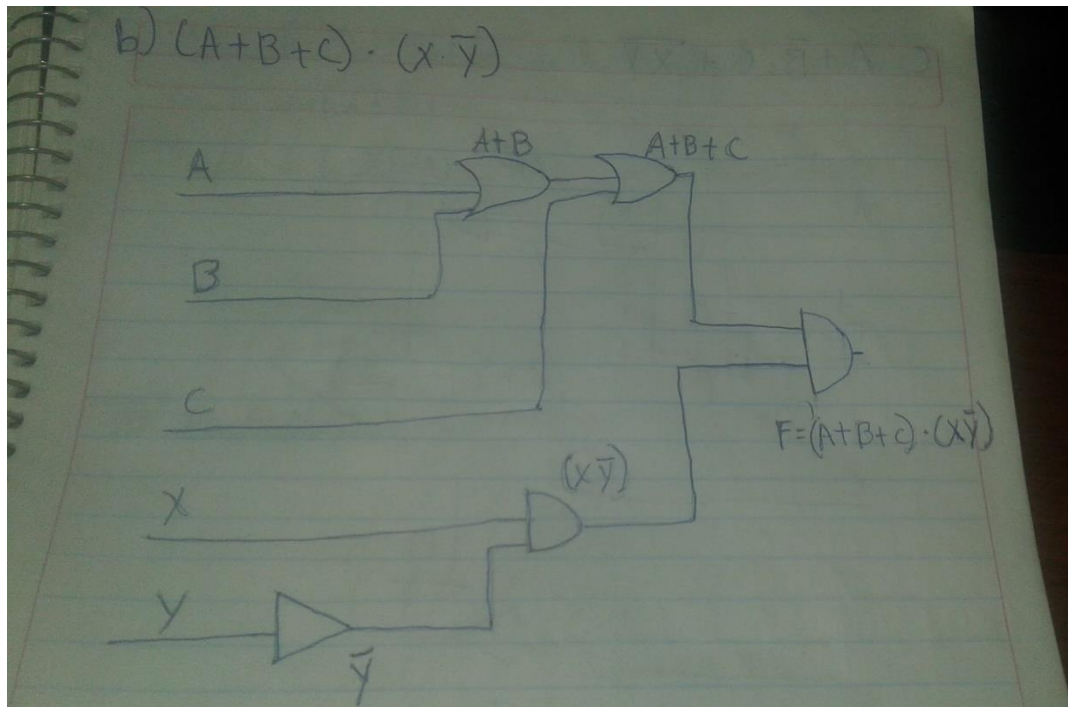 b) (A+B+C) · (X·Ȳ)
A+B
A+B+C
A
B
C
F=(A+B+C)·(XȲ)
(XȲ)
X
Y
Ȳ